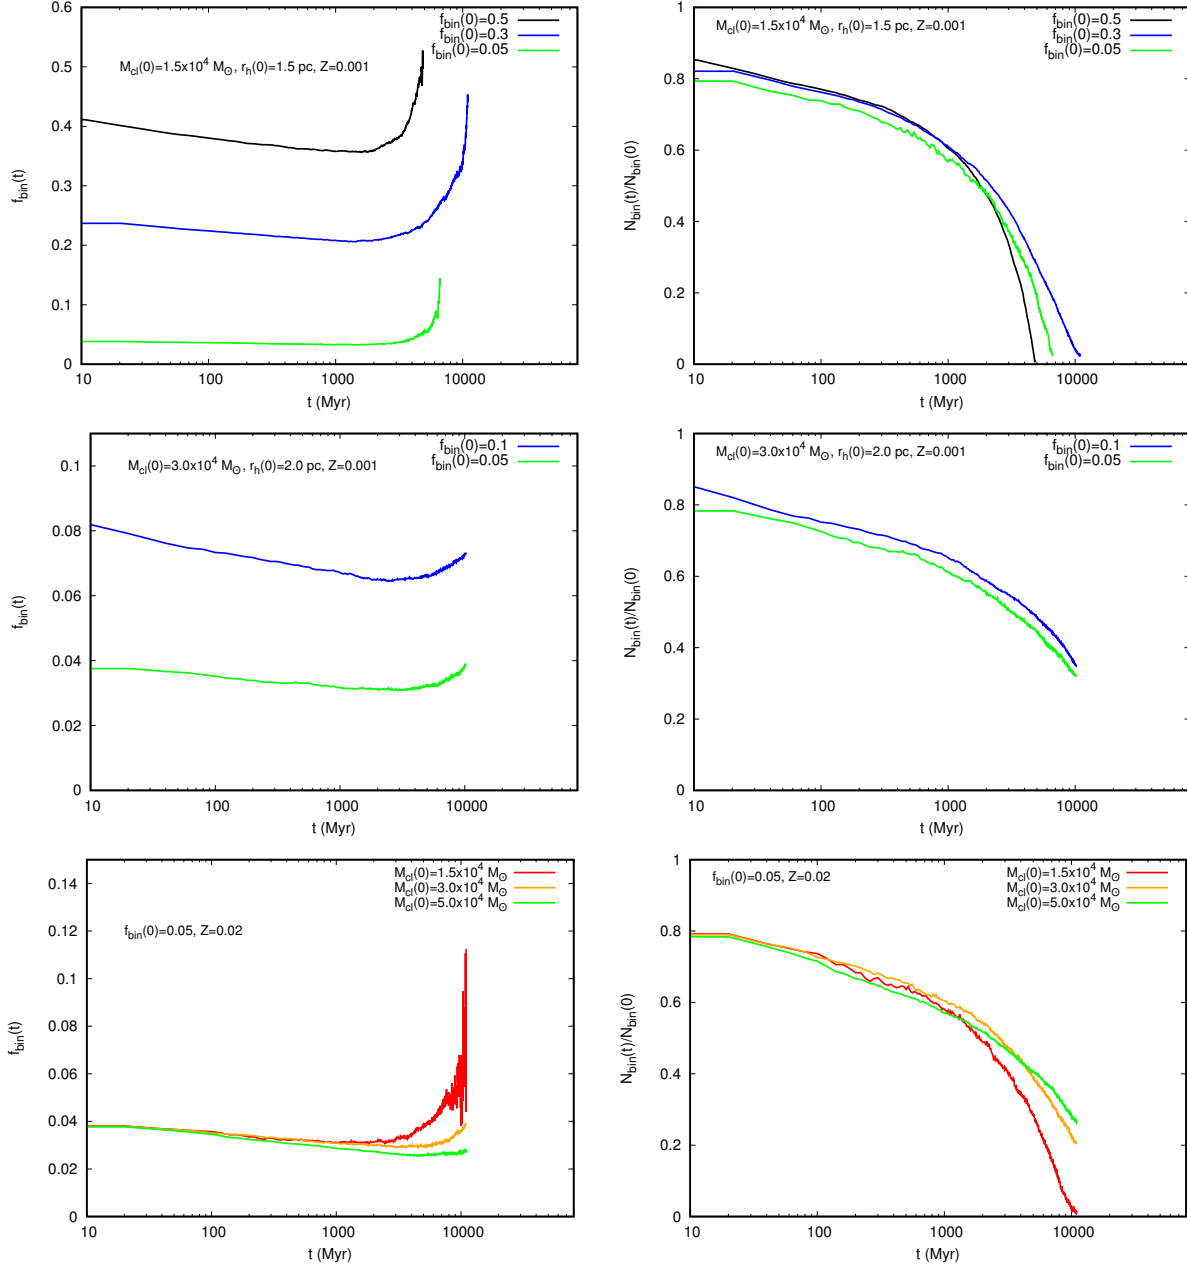 f_bin(0)=0.5
f_bin(0)=0.3
f_bin(0)=0.05
M_cl(0)=1.5x10^4 M_⊙, r_h(0)=1.5 pc, Z=0.001
f_bin(t)
0.6
0.5
0.4
0.3
0.2
0.1
0
10 100 1000 10000
t (Myr)
M_cl(0)=1.5x10^4 M_⊙, r_h(0)=1.5 pc, Z=0.001
f_bin(0)=0.5
f_bin(0)=0.3
f_bin(0)=0.05
N_bin(t)/N_bin(0)
1
0.8
0.6
0.4
0.2
0
10 100 1000 10000
t (Myr)
f_bin(0)=0.1
f_bin(0)=0.05
M_cl(0)=3.0x10^4 M_⊙, r_h(0)=2.0 pc, Z=0.001
f_bin(t)
0.1
0.08
0.06
0.04
0.02
0
10 100 1000 10000
t (Myr)
M_cl(0)=3.0x10^4 M_⊙, r_h(0)=2.0 pc, Z=0.001
f_bin(0)=0.1
f_bin(0)=0.05
N_bin(t)/N_bin(0)
1
0.8
0.6
0.4
0.2
0
10 100 1000 10000
t (Myr)
M_cl(0)=1.5x10^4 M_⊙
M_cl(0)=3.0x10^4 M_⊙
M_cl(0)=5.0x10^4 M_⊙
f_bin(0)=0.05, Z=0.02
f_bin(t)
0.14
0.12
0.1
0.08
0.06
0.04
0.02
0
10 100 1000 10000
t (Myr)
f_bin(0)=0.05, Z=0.02
M_cl(0)=1.5x10^4 M_⊙
M_cl(0)=3.0x10^4 M_⊙
M_cl(0)=5.0x10^4 M_⊙
N_bin(t)/N_bin(0)
1
0.8
0.6
0.4
0.2
0
10 100 1000 10000
t (Myr)